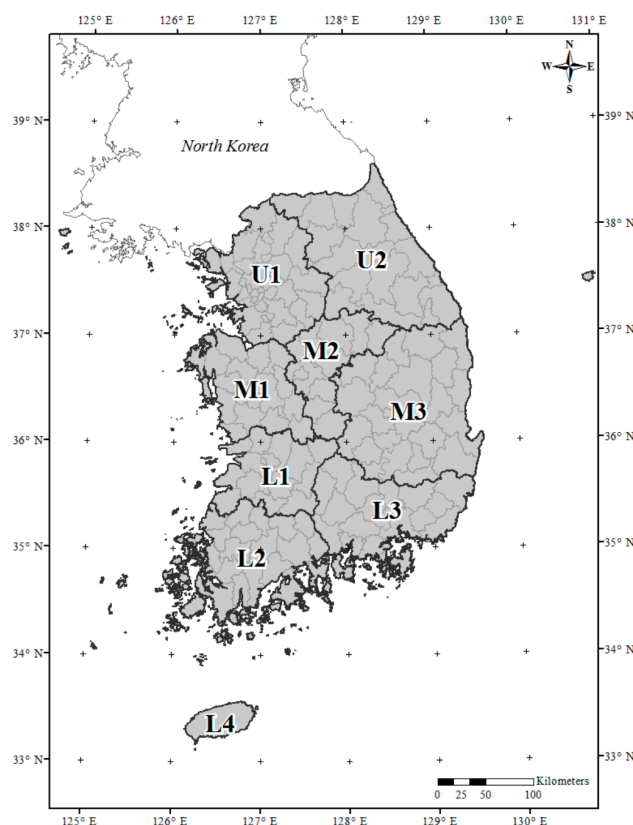 125° E 126° E 127° E 128° E 129° E 130° E 131° E
N
W E
S
39° N 39° N
North Korea
38° N 38° N
U1 U2
37° N 37° N
M2
M1 M3
36° N 36° N
L1
L3
35° N 35° N
L2
34° N 34° N
L4
33° N 33° N
Kilometers
0 25 50 100
125° E 126° E 127° E 128° E 129° E 130° E